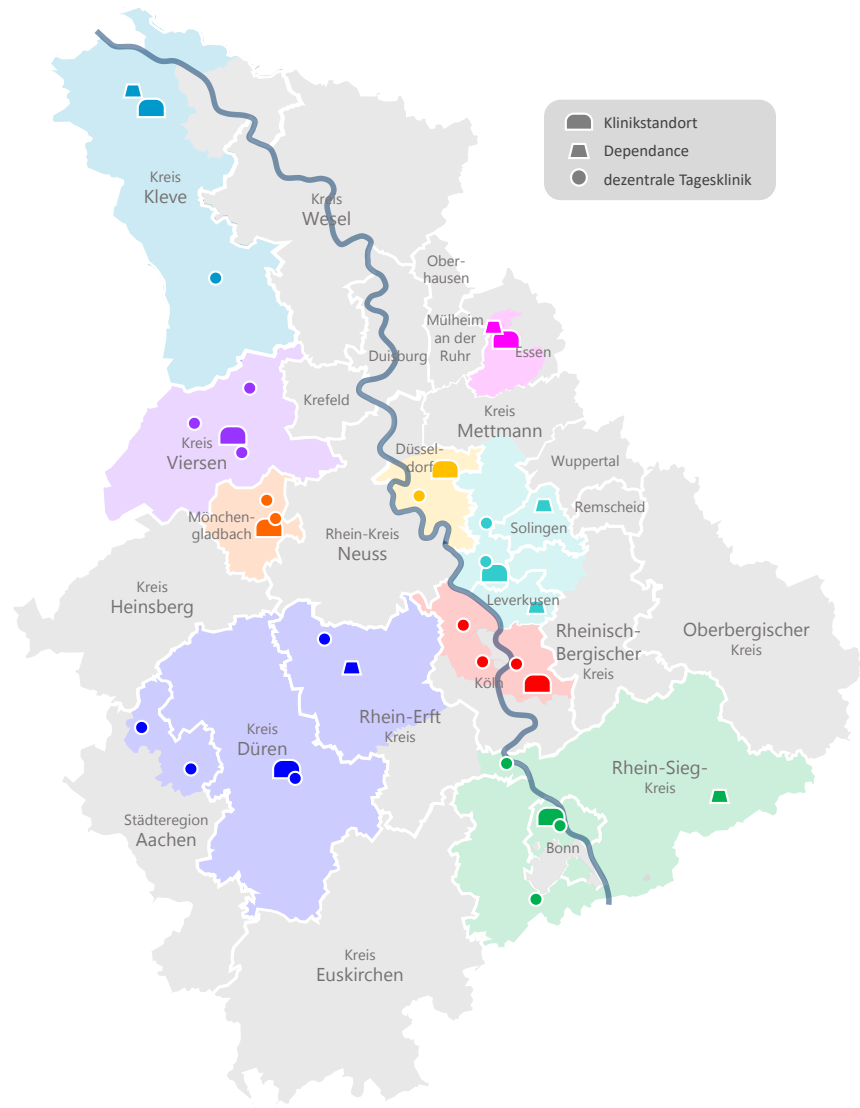 Klinikstandort
Dependance
dezentrale Tagesklinik
Kreis
Kleve
Kreis
Wesel
Ober-
hausen
Mülheim
an der
Ruhr
Essen
Duisburg
Krefeld
Kreis
Mettmann
Kreis
Viersen
Düssel-
dorf
Wuppertal
Remscheid
Mönchen-
gladbach
Solingen
Rhein-Kreis
Neuss
Kreis
Heinsberg
Leverkusen
Rheinisch-
Bergischer
Kreis
Oberbergischer
Kreis
Köln
Rhein-Erft
Kreis
Kreis
Düren
Rhein-Sieg-
Kreis
Städteregion
Aachen
Bonn
Kreis
Euskirchen